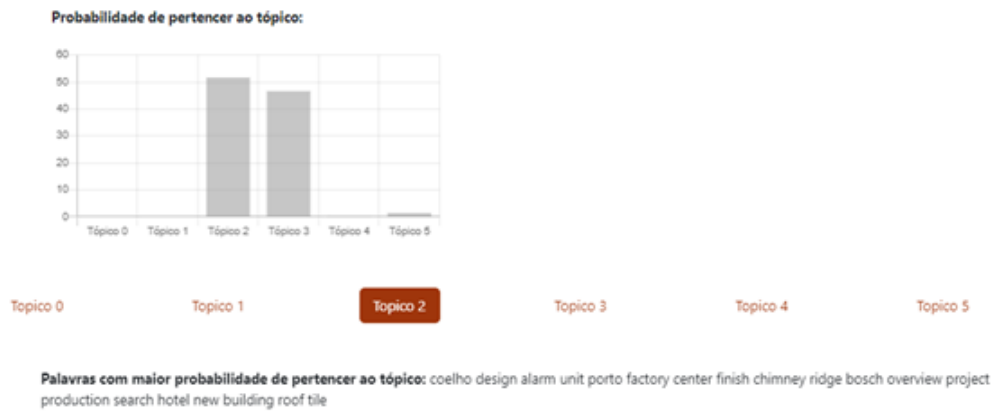 Probabilidade de pertencer ao tópico:
60
50
40
30
20
10
0
Tópico 0 Tópico 1 Tópico 2 Tópico 3 Tópico 4 Tópico 5
Topico 0 Topico 1 Topico 2 Topico 3 Topico 4 Topico 5
Palavras com maior probabilidade de pertencer ao tópico: coelho design alarm unit porto factory center finish chimney ridge bosch overview project
production search hotel new building roof tile